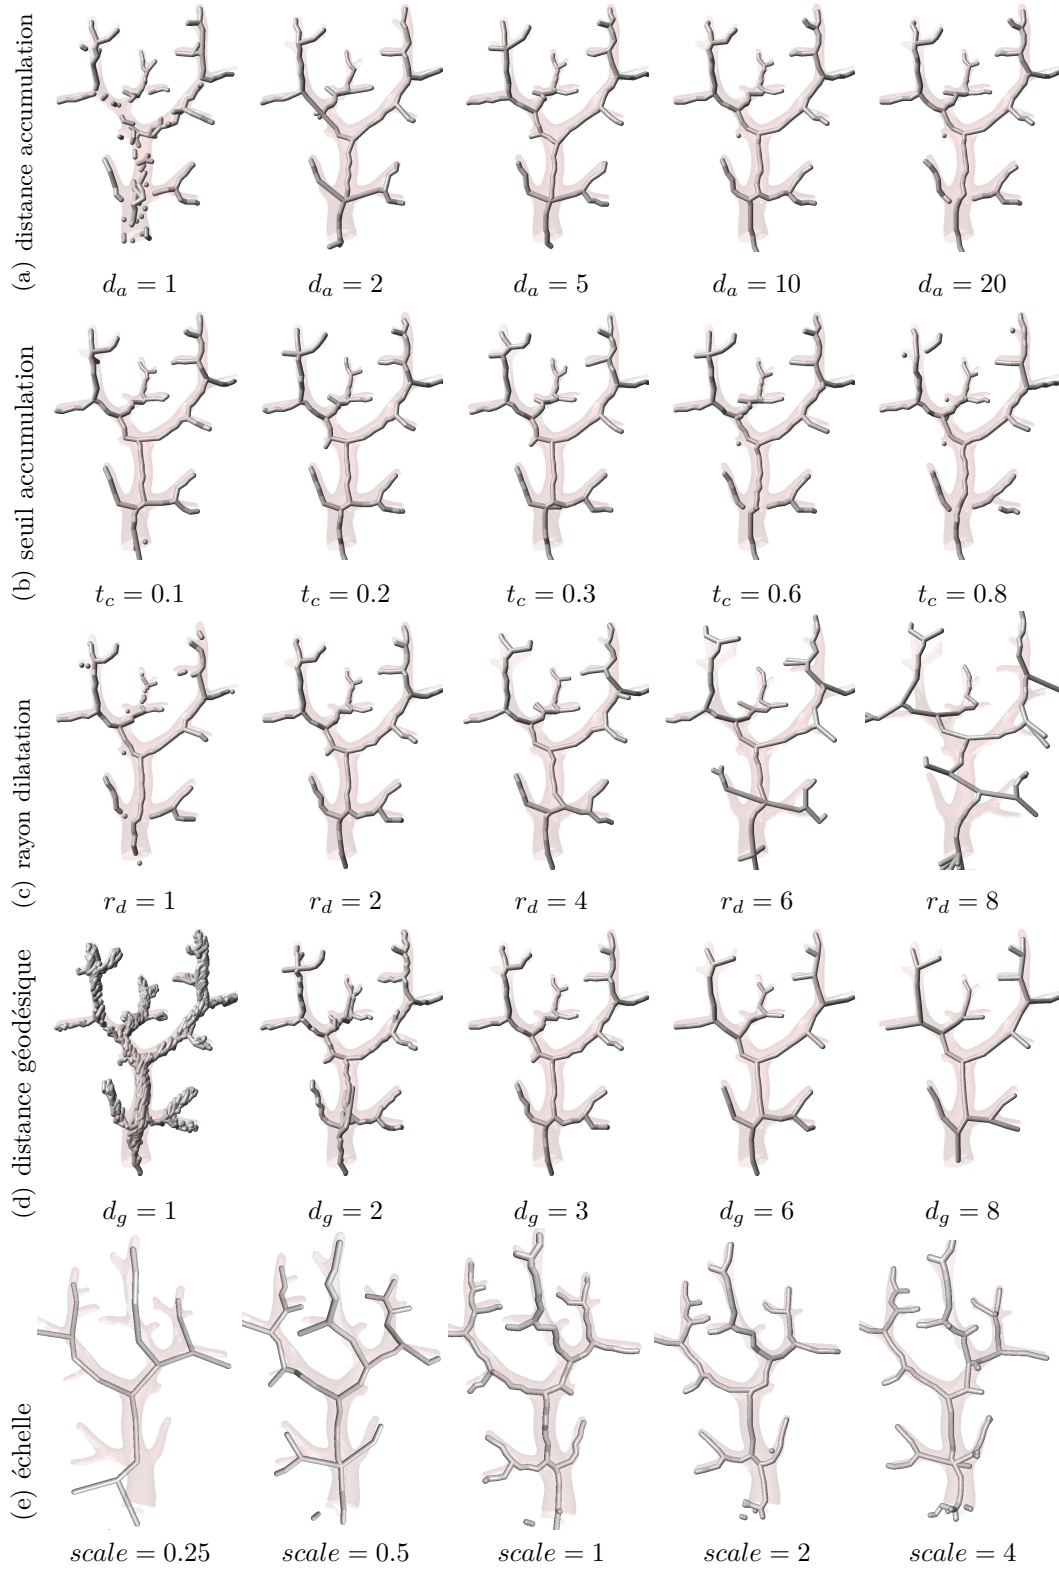 (a) distance accumulation
d_a = 1
d_a = 2
d_a = 5
d_a = 10
d_a = 20
(b) seuil accumulation
t_c = 0.1
t_c = 0.2
t_c = 0.3
t_c = 0.6
t_c = 0.8
(c) rayon dilatation
r_d = 1
r_d = 2
r_d = 4
r_d = 6
r_d = 8
(d) distance géodésique
d_g = 1
d_g = 2
d_g = 3
d_g = 6
d_g = 8
(e) échelle
scale = 0.25
scale = 0.5
scale = 1
scale = 2
scale = 4